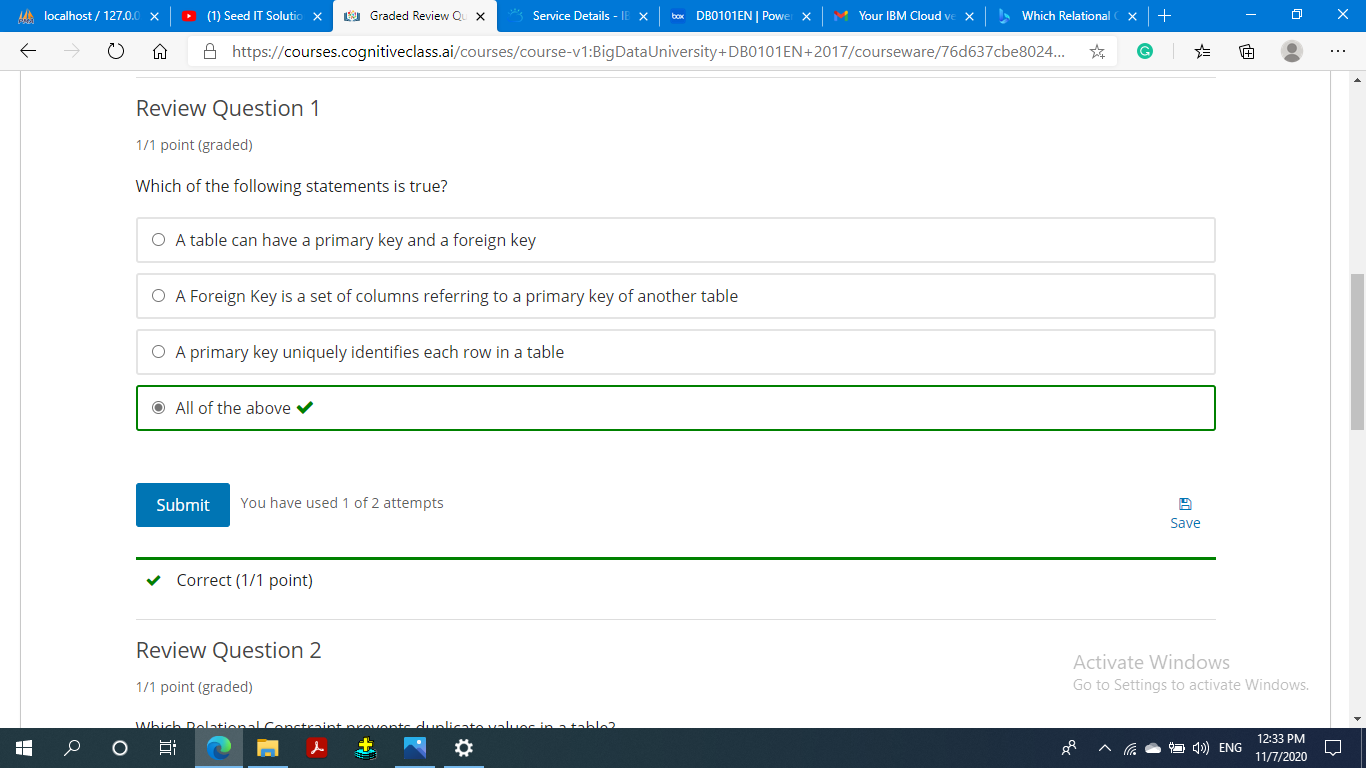 localhost / 127.0.0
(1) Seed IT Solutio
Graded Review Qu
Service Details - IB
box DB0101EN | Power
Your IBM Cloud ve
Which Relational C
https://courses.cognitiveclass.ai/courses/course-v1:BigDataUniversity+DB0101EN+2017/courseware/76d637cbe8024...
Review Question 1
1/1 point (graded)
Which of the following statements is true?
A table can have a primary key and a foreign key
A Foreign Key is a set of columns referring to a primary key of another table
A primary key uniquely identifies each row in a table
All of the above
Submit
You have used 1 of 2 attempts
Save
Correct (1/1 point)
Review Question 2
1/1 point (graded)
Which Relational Constraint prevents duplicate values in a table?
Activate Windows
Go to Settings to activate Windows.
ENG
12:33 PM
11/7/2020